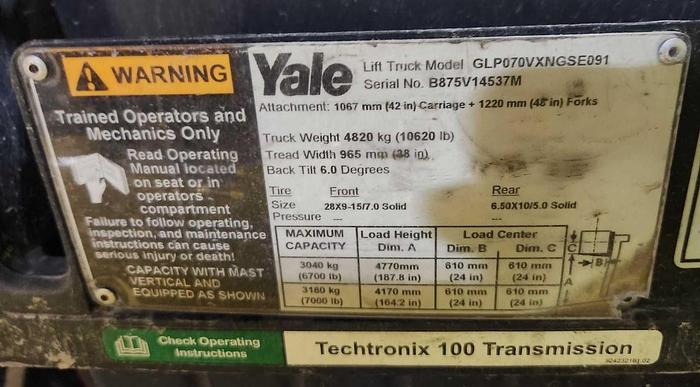 WARNING
Trained Operators and
Mechanics Only
Read Operating
Manual located
on seat or in
operators
compartment
Failure to follow operating,
inspection, and maintenance
instructions can cause
serious injury or death!
CAPACITY WITH MAST
VERTICAL AND
EQUIPPED AS SHOWN
Yale
Lift Truck Model GLP070VXNGSE091
Serial No. B875V14537M
Attachment: 1067 mm (42 in) Carriage + 1220 mm (48 in) Forks
Truck Weight 4820 kg (10620 lb)
Tread Width 965 mm (38 in)
Back Tilt 6.0 Degrees
Tire Front Rear
Size 28X9-15/7.0 Solid 6.50X10/5.0 Solid
Pressure --- ---
MAXIMUM CAPACITY Load Height Dim. A Load Center Dim. B Dim. C
3040 kg (6700 lb) 4770mm (187.8 in) 610 mm (24 in) 610 mm (24 in)
3180 kg (7000 lb) 4170 mm (164.2 in) 610 mm (24 in) 610 mm (24 in)
C B A
Check Operating
Instructions
Techtronix 100 Transmission